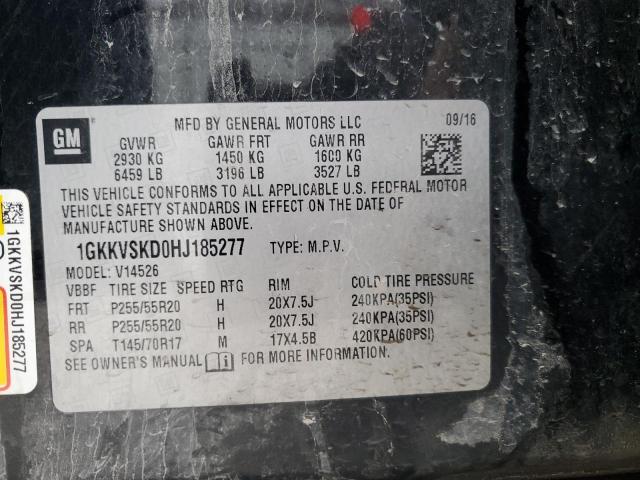 GM
MFD BY GENERAL MOTORS LLC 09/16
GVWR GAWR FRT GAWR RR
2930 KG 1450 KG 1600 KG
6459 LB 3196 LB 3527 LB
THIS VEHICLE CONFORMS TO ALL APPLICABLE U.S. FEDERAL MOTOR
VEHICLE SAFETY STANDARDS IN EFFECT ON THE DATE OF
MANUFACTURE SHOWN ABOVE.
1GKKVSKD0HJ185277 TYPE: M.P.V.
MODEL: V14526
VBBF TIRE SIZE SPEED RTG RIM COLD TIRE PRESSURE
FRT P255/55R20 H 20X7.5J 240KPA(35PSI)
RR P255/55R20 H 20X7.5J 240KPA(35PSI)
SPA T145/70R17 M 17X4.5B 420KPA(60PSI)
SEE OWNER'S MANUAL FOR MORE INFORMATION.
1GKKVSKD0HJ185277